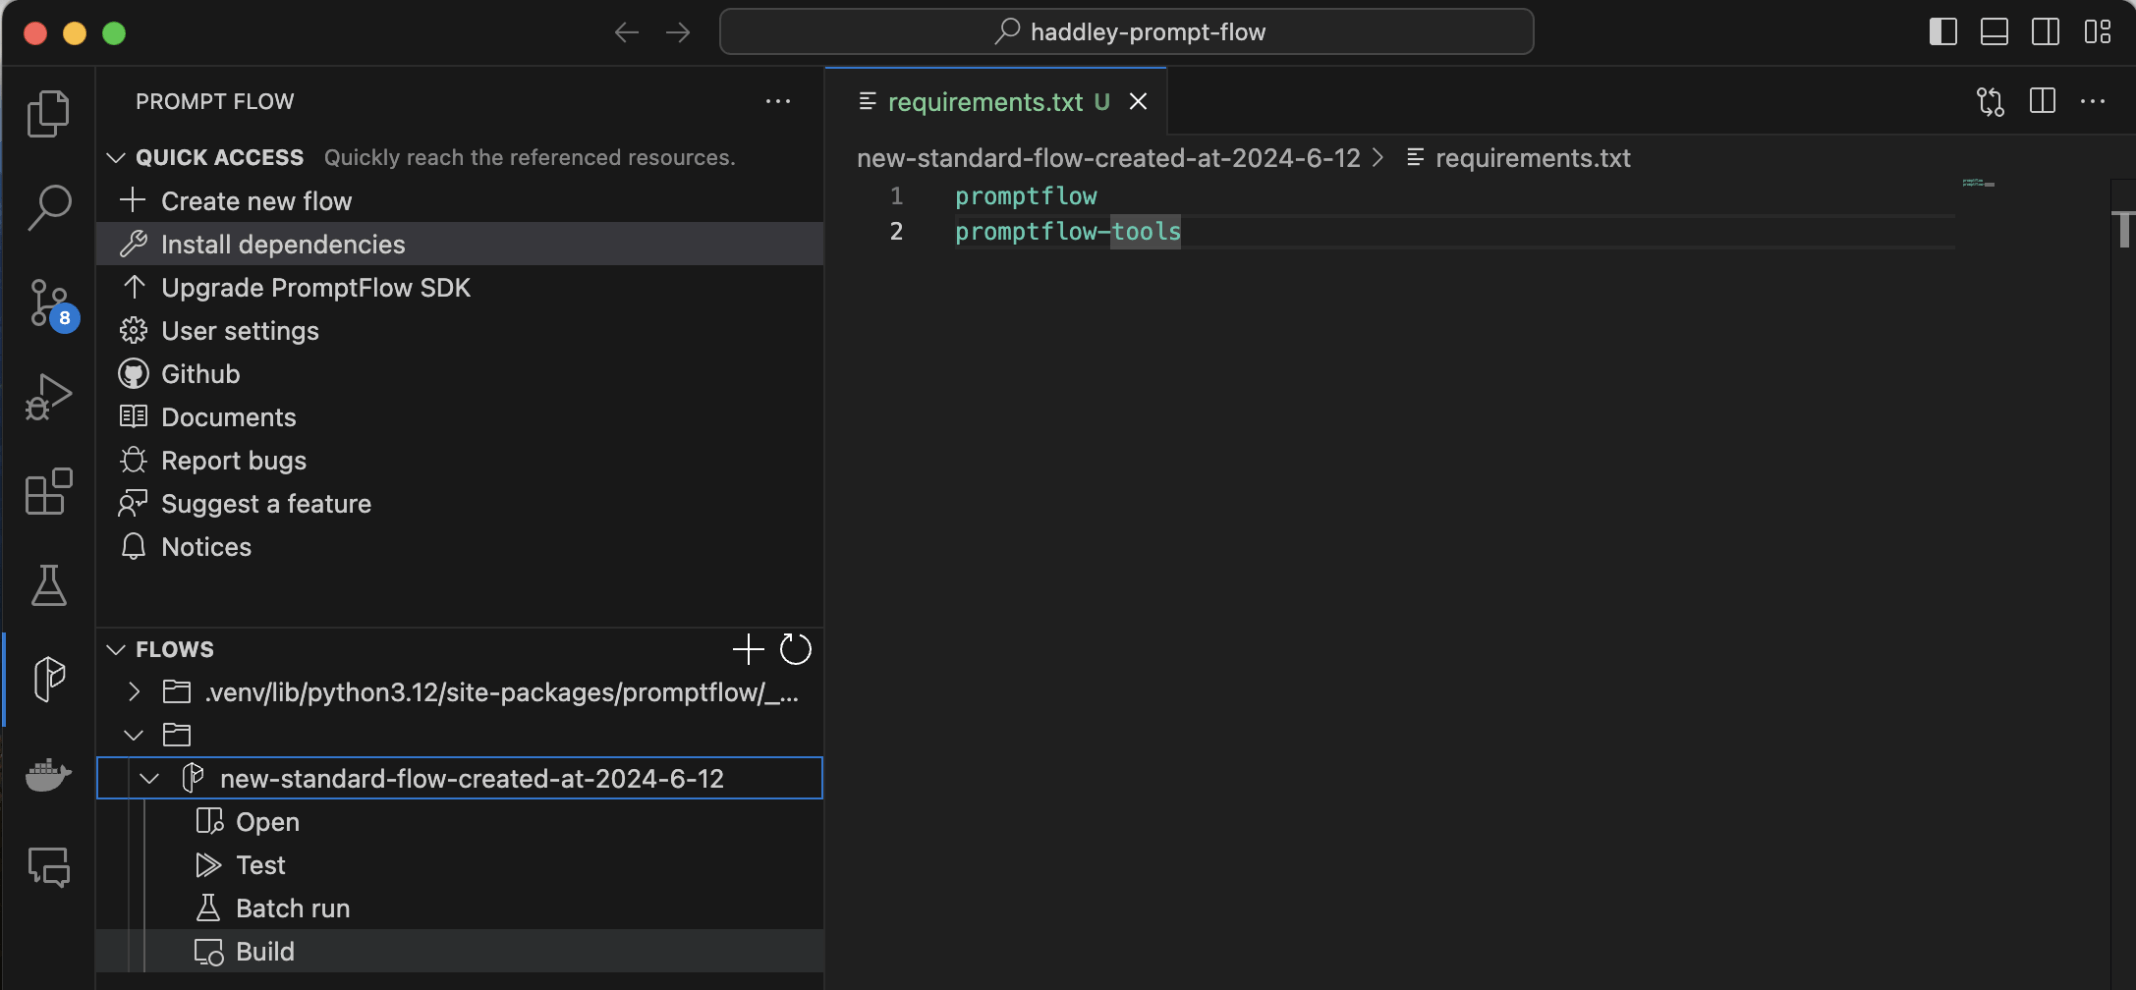 haddley-prompt-flow
PROMPT FLOW
QUICK ACCESS Quickly reach the referenced resources.
Create new flow
Install dependencies
Upgrade PromptFlow SDK
User settings
Github
Documents
Report bugs
Suggest a feature
Notices
FLOWS
.venv/lib/python3.12/site-packages/promptflow/_...
new-standard-flow-created-at-2024-6-12
Open
Test
Batch run
Build
8
requirements.txt U
new-standard-flow-created-at-2024-6-12 > requirements.txt
1 promptflow
2 promptflow-tools